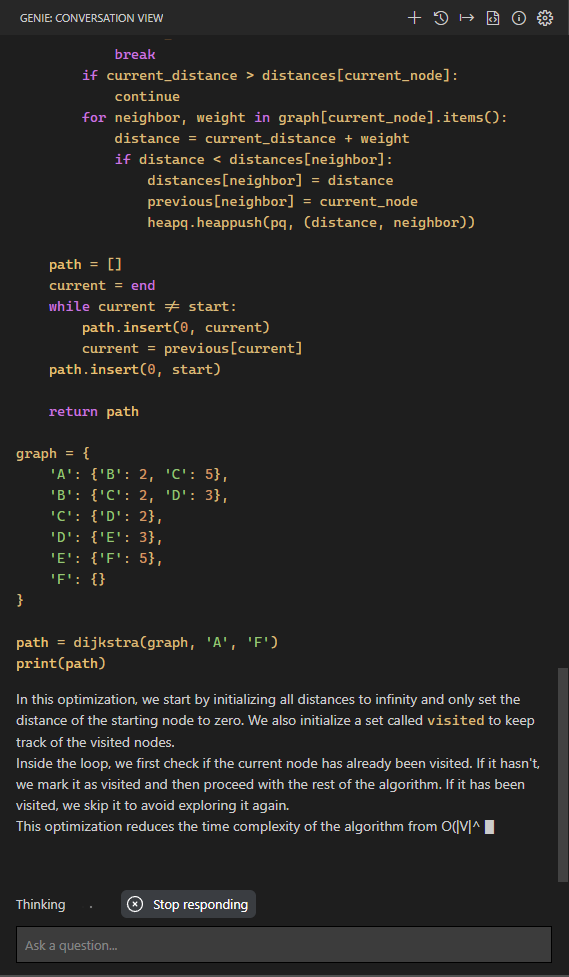 GENIE: CONVERSATION VIEW
            break
        if current_distance > distances[current_node]:
            continue
        for neighbor, weight in graph[current_node].items():
            distance = current_distance + weight
            if distance < distances[neighbor]:
                distances[neighbor] = distance
                previous[neighbor] = current_node
                heapq.heappush(pq, (distance, neighbor))
    path = []
    current = end
    while current ≠ start:
        path.insert(0, current)
        current = previous[current]
    path.insert(0, start)
    return path
graph = {
    'A': {'B': 2, 'C': 5},
    'B': {'C': 2, 'D': 3},
    'C': {'D': 2},
    'D': {'E': 3},
    'E': {'F': 5},
    'F': {}
}
path = dijkstra(graph, 'A', 'F')
print(path)
In this optimization, we start by initializing all distances to infinity and only set the
distance of the starting node to zero. We also initialize a set called visited to keep
track of the visited nodes.
Inside the loop, we first check if the current node has already been visited. If it hasn't,
we mark it as visited and then proceed with the rest of the algorithm. If it has been
visited, we skip it to avoid exploring it again.
This optimization reduces the time complexity of the algorithm from O(|V|^
Thinking .
Stop responding
Ask a question...